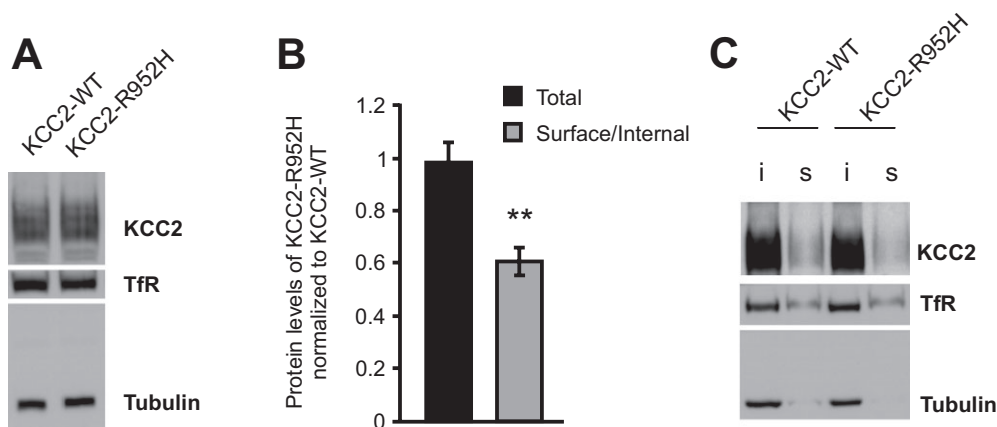 A
KCC2-WT
KCC2-R952H
KCC2
TfR
Tubulin
B
Protein levels of KCC2-R952H
normalized to KCC2-WT
1.2
1
0.8
0.6
0.4
0.2
0
Total
Surface/Internal
**
C
KCC2-WT
KCC2-R952H
i s i s
KCC2
TfR
Tubulin